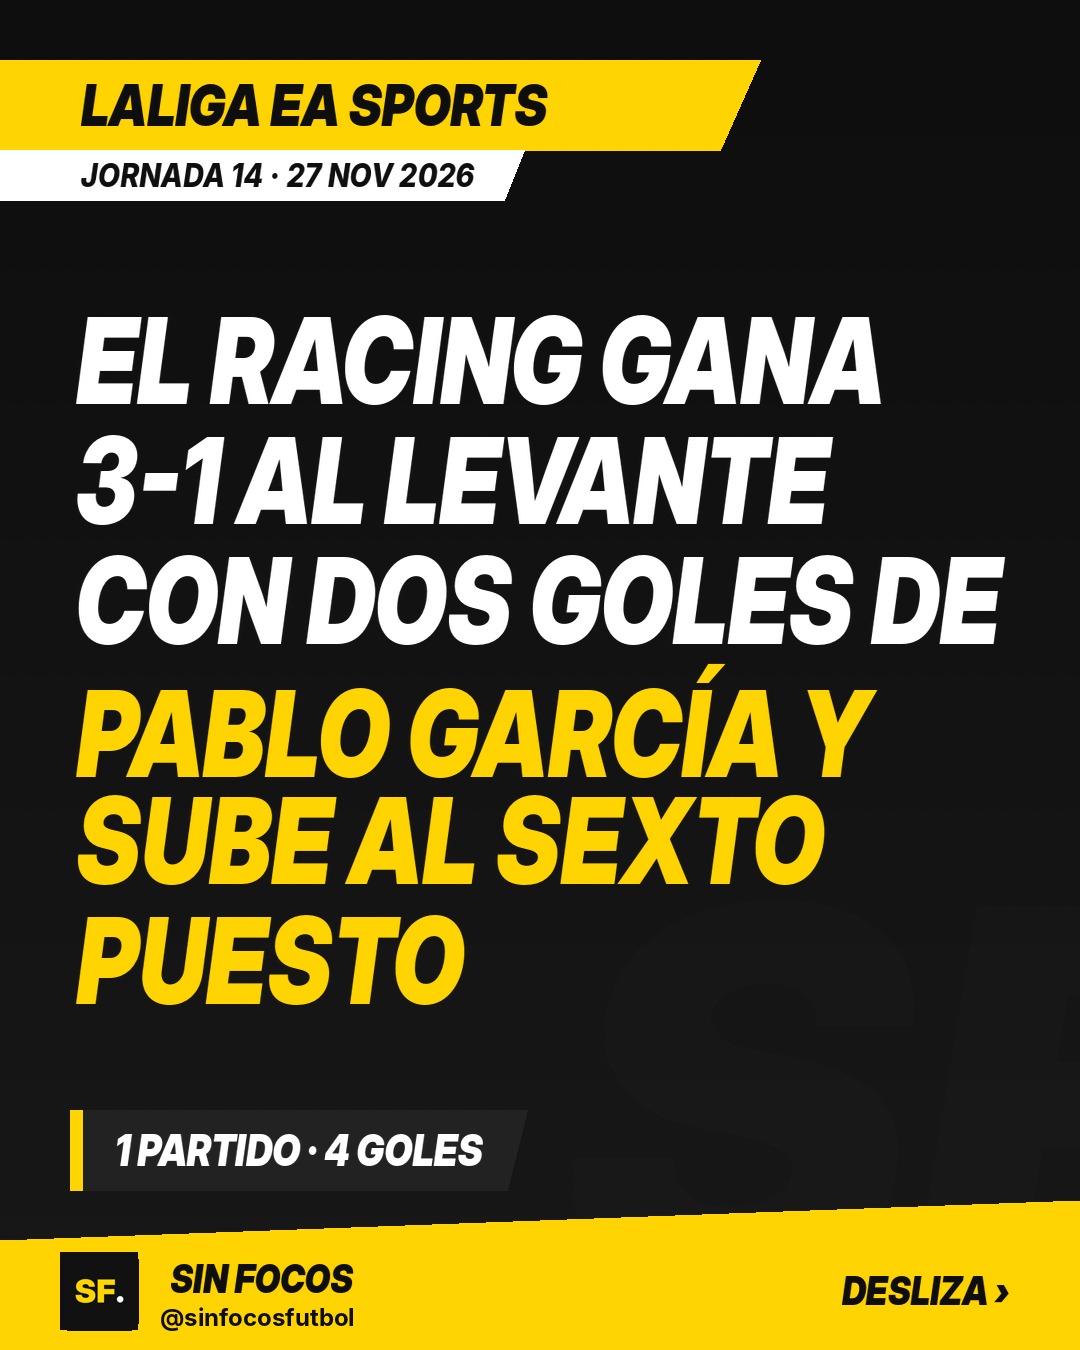 LALIGA EA SPORTS
JORNADA 14 · 27 NOV 2026
EL RACING GANA
3-1 AL LEVANTE
CON DOS GOLES DE
PABLO GARCÍA Y
SUBE AL SEXTO
PUESTO
1 PARTIDO · 4 GOLES
SF.
SIN FOCOS
@sinfocosfutbol
DESLIZA ›
SF